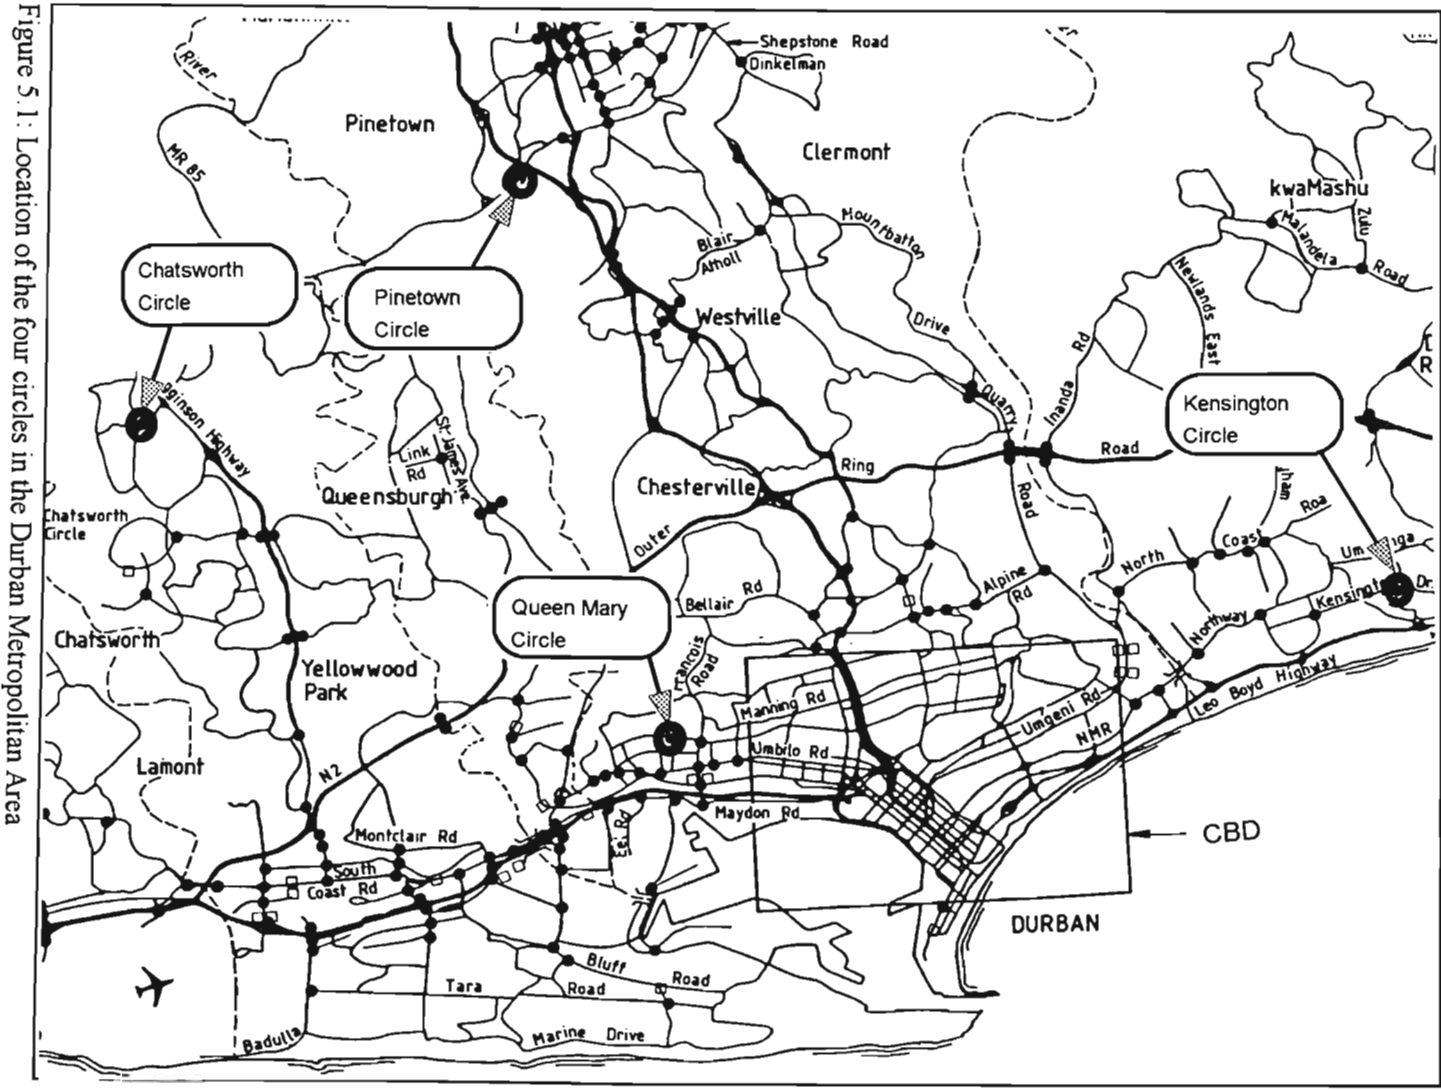 Figure 5.1: Location of the four circles in the Durban Metropolitan Area
River
Shepstone Road
Dinkelman
Pinetown
Clermont
MR 85
kwaMashu
Malandela
Zulu
Road
Mountbatton
Drive
Blair
Atholl
Newlands East
Chatsworth
Circle
Pinetown
Circle
Westville
Inanda Rd
Quarry
Road
Kensington
Circle
Highway
Link
Rd
St James Ave
Queensburgh
Chesterville
Ring
Road
Outer
Chatsworth
Circle
North
Coast
Queen Mary
Circle
Bellair Rd
Alpine
Rd
Northway
Chatsworth
Yellowwood
Park
Road
Manning Rd
Umbilo Rd
Umgeni Rd
NMR
Leo Boyd Highway
Lamont
N2
Maydon Rd
Montclair Rd
South
Coast Rd
CBD
DURBAN
Bluff
Road
Tara
Road
Badulla
Marine Drive